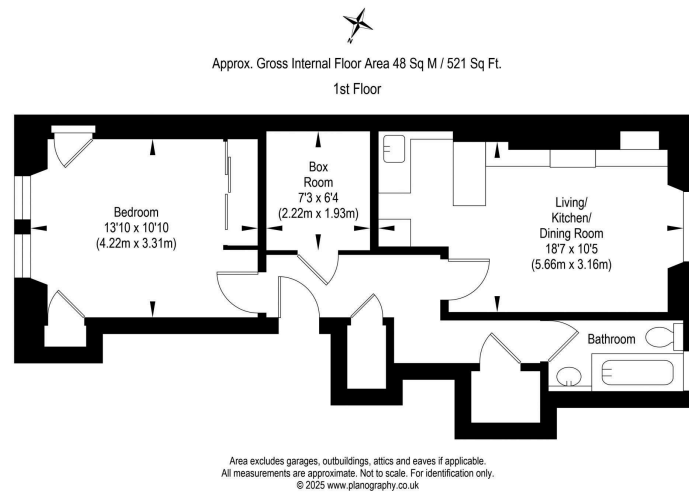 Approx. Gross Internal Floor Area 48 Sq M / 521 Sq Ft.
1st Floor
Bedroom
13'10 x 10'10
(4.22m x 3.31m)
Box
Room
7'3 x 6'4
(2.22m x 1.93m)
Living/
Kitchen/
Dining Room
18'7 x 10'5
(5.66m x 3.16m)
Bathroom
Area excludes garages, outbuildings, attics and eaves if applicable.
All measurements are approximate. Not to scale. For identification only.
© 2025 www.planography.co.uk